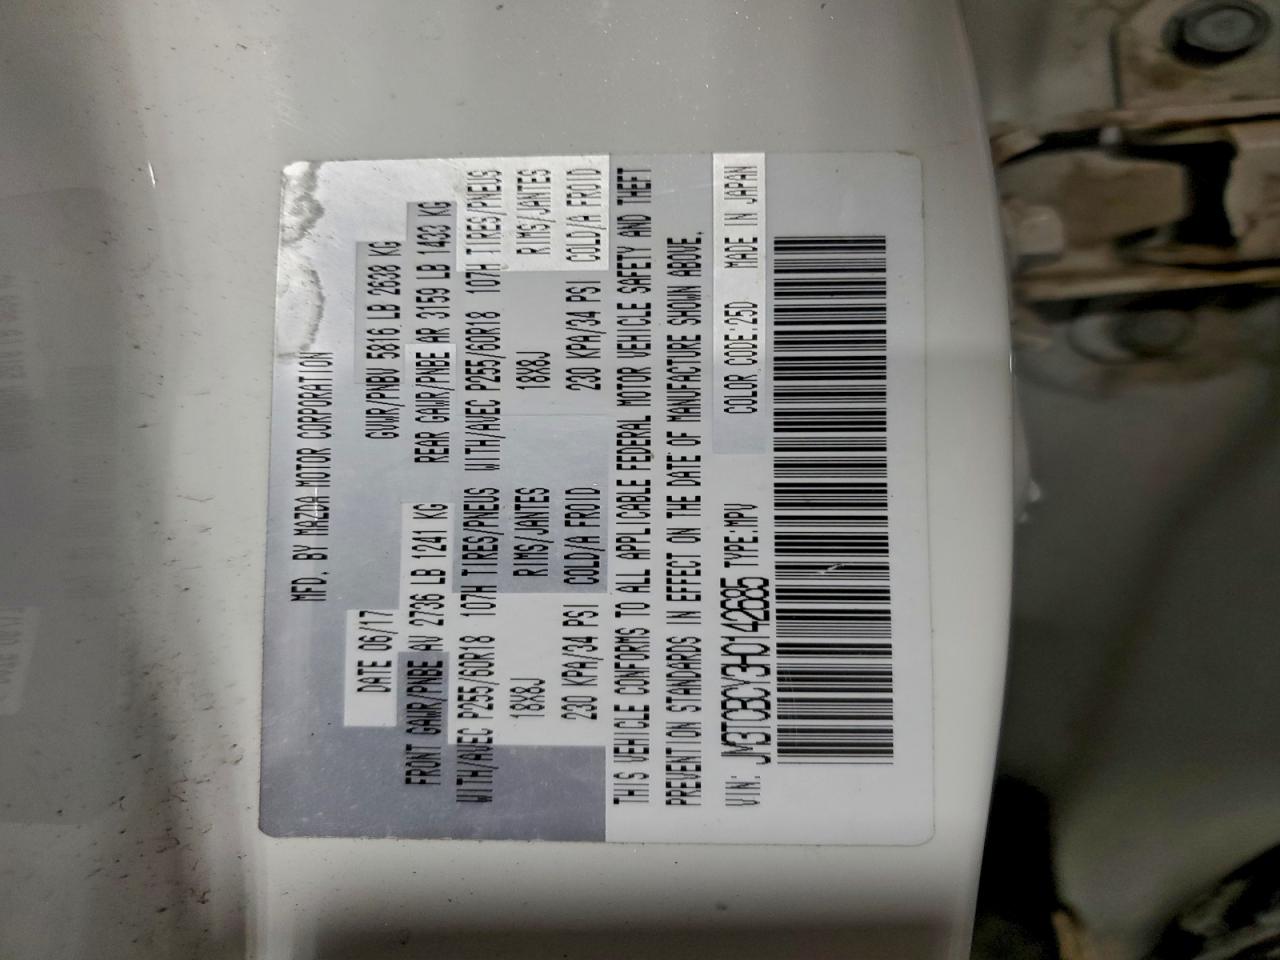 MFD. BY MAZDA MOTOR CORPORATION
DATE 06/17 GVWR/PNBV 5816 LB 2638 KG
FRONT GAWR/PNBE AV 2736 LB 1241 KG REAR GAWR/PNBE AR 3159 LB 1433 KG
WITH/AVEC P255/60R18 107H TIRES/PNEUS WITH/AVEC P255/60R18 107H TIRES/PNEUS
18X8J RIMS/JANTES 18X8J RIMS/JANTES
230 KPA/34 PSI COLD/A FROID 230 KPA/34 PSI COLD/A FROID
THIS VEHICLE CONFORMS TO ALL APPLICABLE FEDERAL MOTOR VEHICLE SAFETY AND THEFT
PREVENTION STANDARDS IN EFFECT ON THE DATE OF MANUFACTURE SHOWN ABOVE.
VIN: JM3TCBCY3H0142685 TYPE:MPV COLOR CODE:25D MADE IN JAPAN